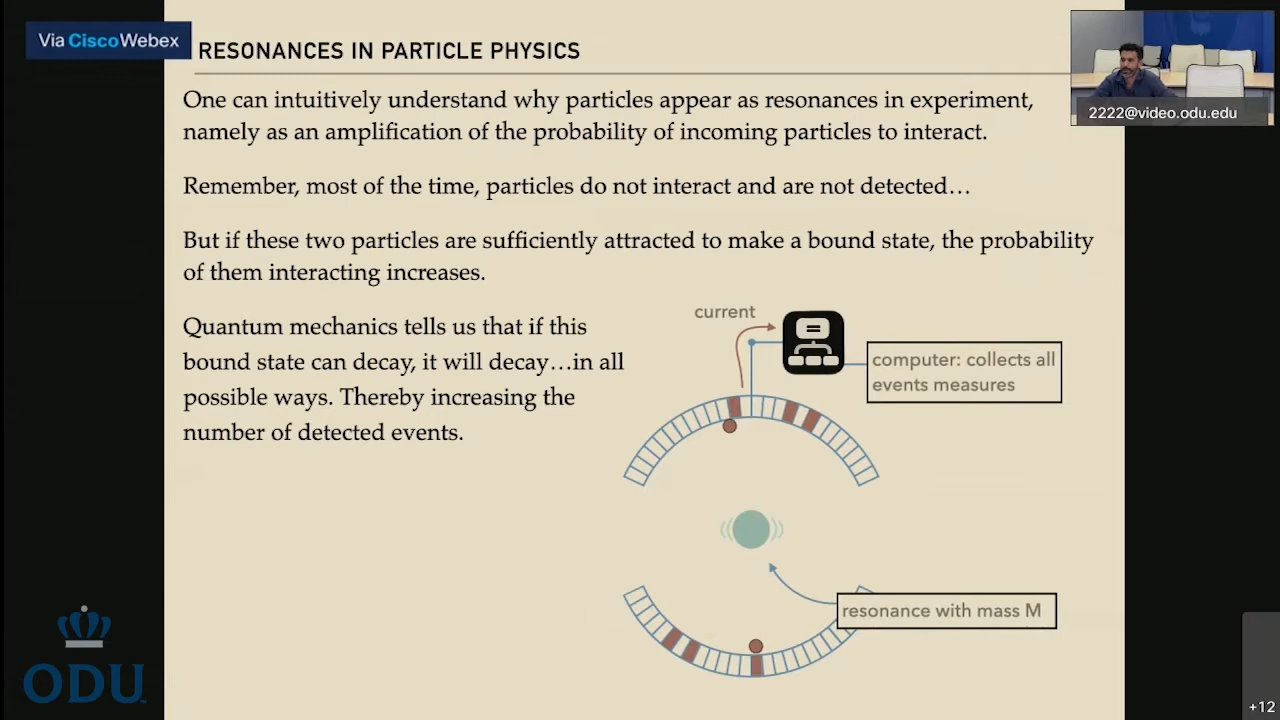 Via Cisco Webex
RESONANCES IN PARTICLE PHYSICS
2222@video.odu.edu
One can intuitively understand why particles appear as resonances in experiment,
namely as an amplification of the probability of incoming particles to interact.
Remember, most of the time, particles do not interact and are not detected…
But if these two particles are sufficiently attracted to make a bound state, the probability
of them interacting increases.
Quantum mechanics tells us that if this
bound state can decay, it will decay…in all
possible ways. Thereby increasing the
number of detected events.
current
=
computer: collects all
events measures
resonance with mass M
ODU
+12